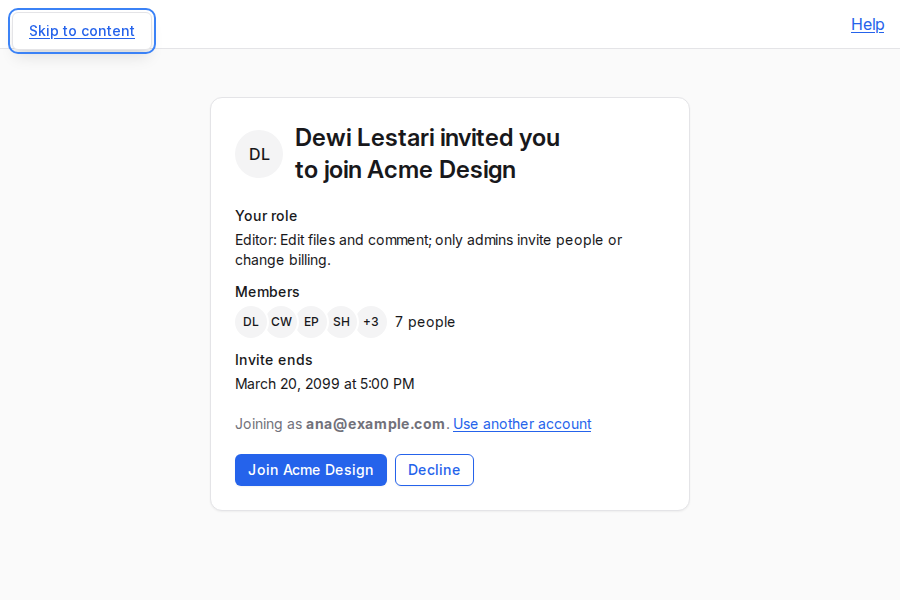 Skip to content
Help
DL
Dewi Lestari invited you
to join Acme Design
Your role
Editor: Edit files and comment; only admins invite people or
change billing.
Members
DL CW EP SH +3 7 people
Invite ends
March 20, 2099 at 5:00 PM
Joining as ana@example.com. Use another account
Join Acme Design Decline